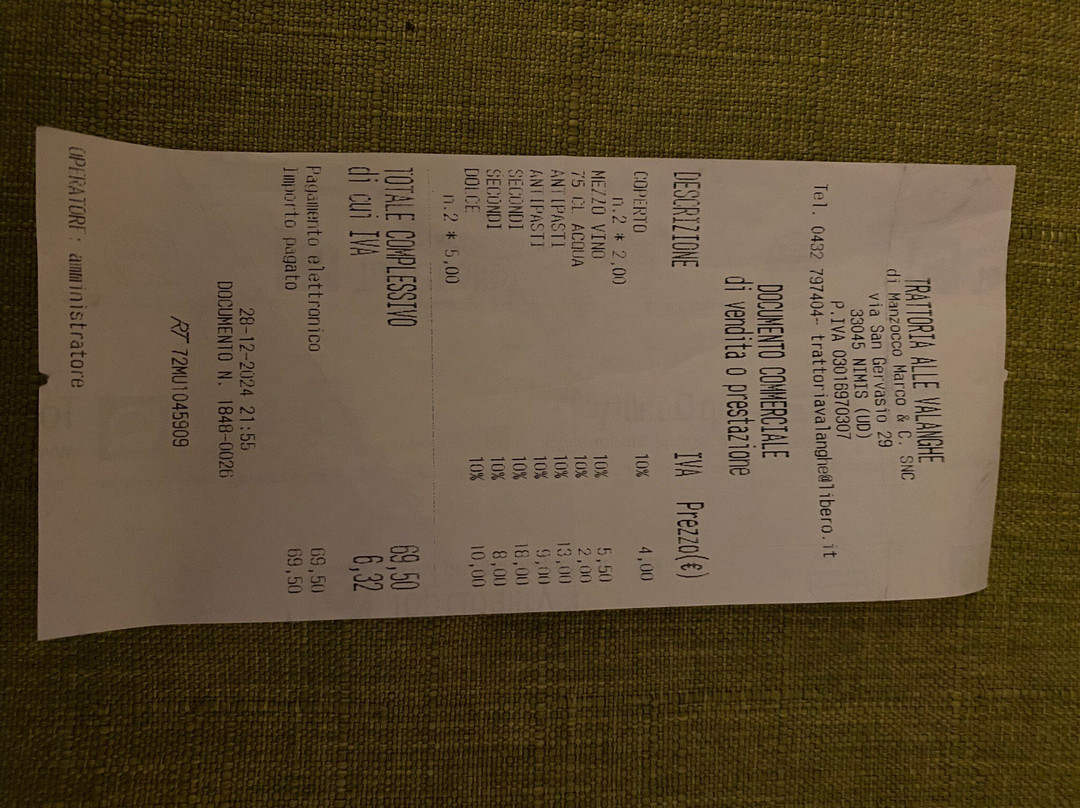 TRATTORIA ALLE VALANGHE
di Manzocco Marco & C. SNC
via San Gervasio 29
33045 NIMIS (UD)
P.IVA 03016970307
Tel. 0432 797404- trattoriavalanghe@libero.it
DOCUMENTO COMMERCIALE
di vendita o prestazione
DESCRIZIONE IVA Prezzo(€)
COPERTO 10% 4,00
n.2 * 2,00
MEZZO VINO 10% 5,50
75 CL ACQUA 10% 2,00
ANTIPASTI 10% 13,00
ANTIPASTI 10% 9,00
SECONDI 10% 18,00
SECONDI 10% 8,00
DOLCE 10% 10,00
n.2 * 5,00
TOTALE COMPLESSIVO 69,50
di cui IVA 6,32
Pagamento elettronico 69,50
Importo pagato 69,50
28-12-2024 21:55
DOCUMENTO N. 1848-0026
RT 72MU1045909
OPERATORE: amministratore